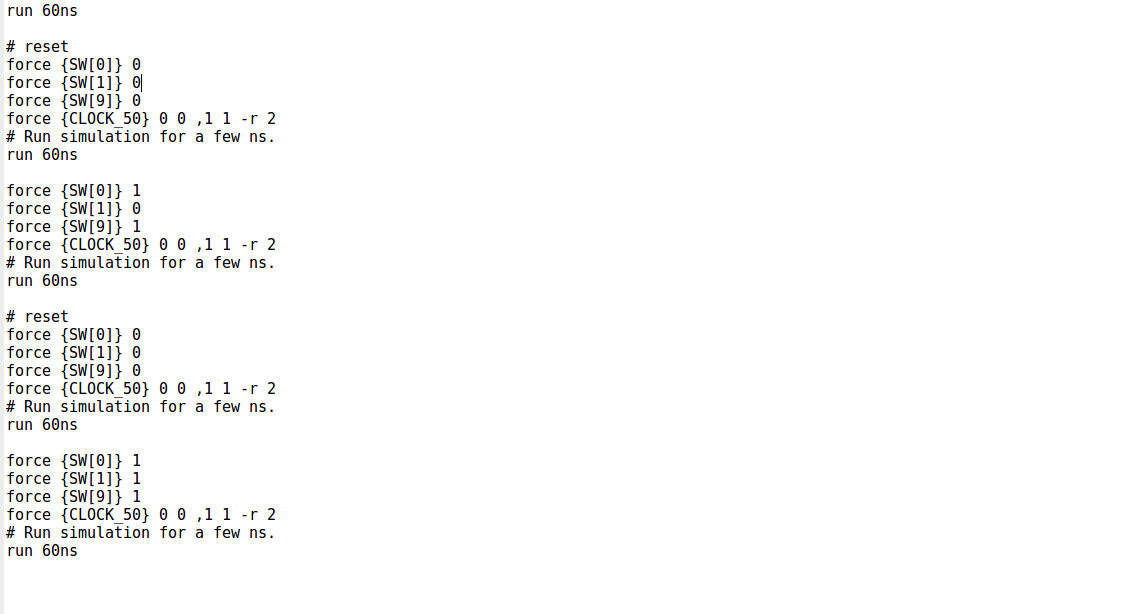 run 60ns
# reset
force {SW[0]} 0
force {SW[1]} 0
force {SW[9]} 0
force {CLOCK_50} 0 0 ,1 1 -r 2
# Run simulation for a few ns.
run 60ns
force {SW[0]} 1
force {SW[1]} 0
force {SW[9]} 1
force {CLOCK_50} 0 0 ,1 1 -r 2
# Run simulation for a few ns.
run 60ns
# reset
force {SW[0]} 0
force {SW[1]} 0
force {SW[9]} 0
force {CLOCK_50} 0 0 ,1 1 -r 2
# Run simulation for a few ns.
run 60ns
force {SW[0]} 1
force {SW[1]} 1
force {SW[9]} 1
force {CLOCK_50} 0 0 ,1 1 -r 2
# Run simulation for a few ns.
run 60ns